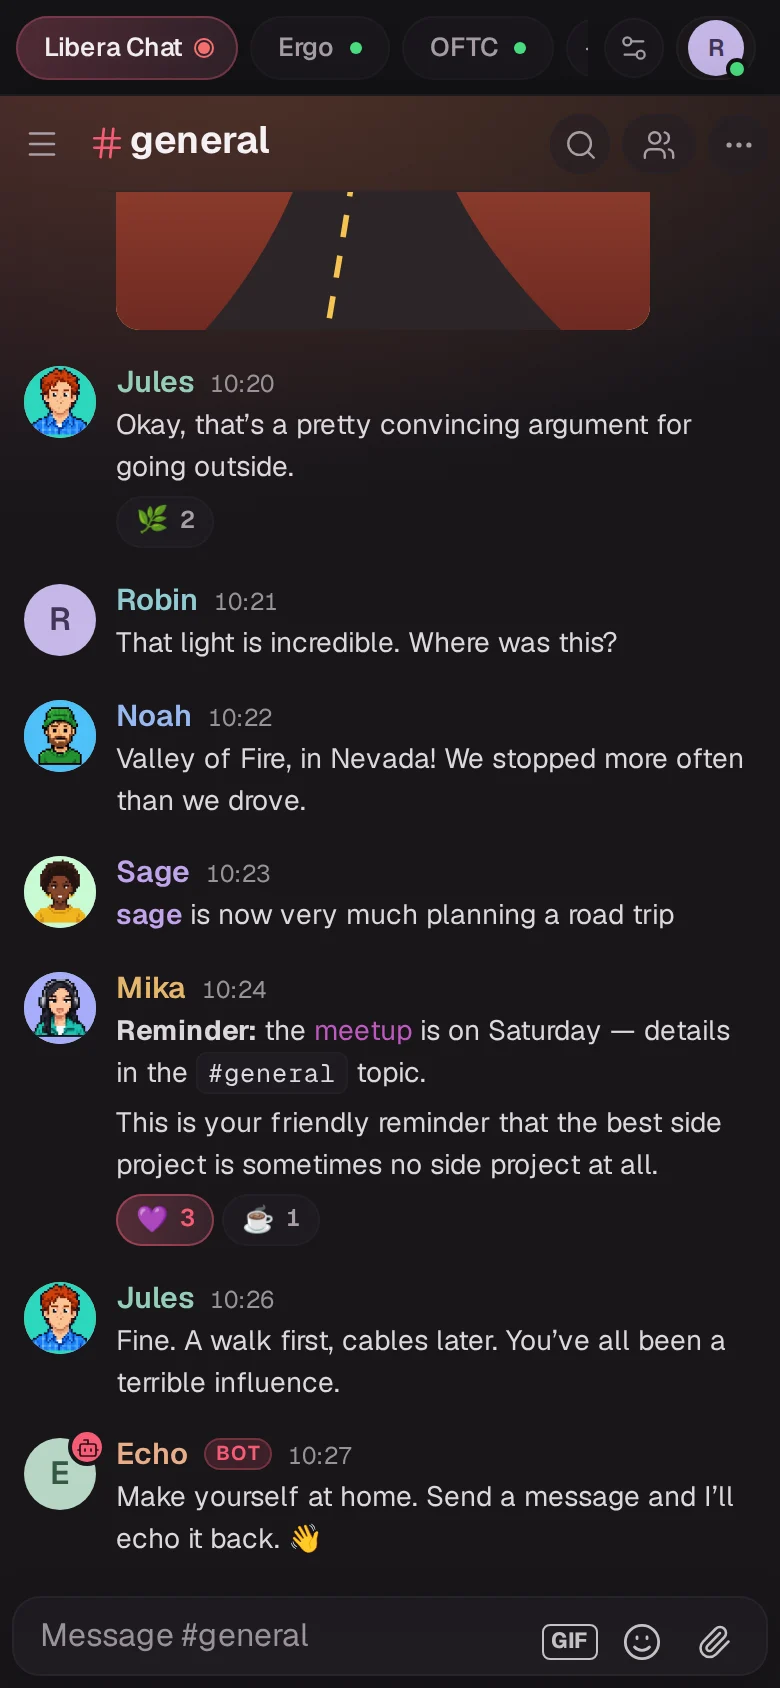 Libera Chat
Ergo
OFTC
R
# general
Jules 10:20
Okay, that’s a pretty convincing argument for
going outside.
🌿 2
R
Robin 10:21
That light is incredible. Where was this?
Noah 10:22
Valley of Fire, in Nevada! We stopped more often
than we drove.
Sage 10:23
sage is now very much planning a road trip
Mika 10:24
Reminder: the meetup is on Saturday — details
in the #general topic.
This is your friendly reminder that the best side
project is sometimes no side project at all.
💜 3 ☕ 1
Jules 10:26
Fine. A walk first, cables later. You’ve all been a
terrible influence.
E
Echo BOT 10:27
Make yourself at home. Send a message and I’ll
echo it back. 👋
Message #general
GIF